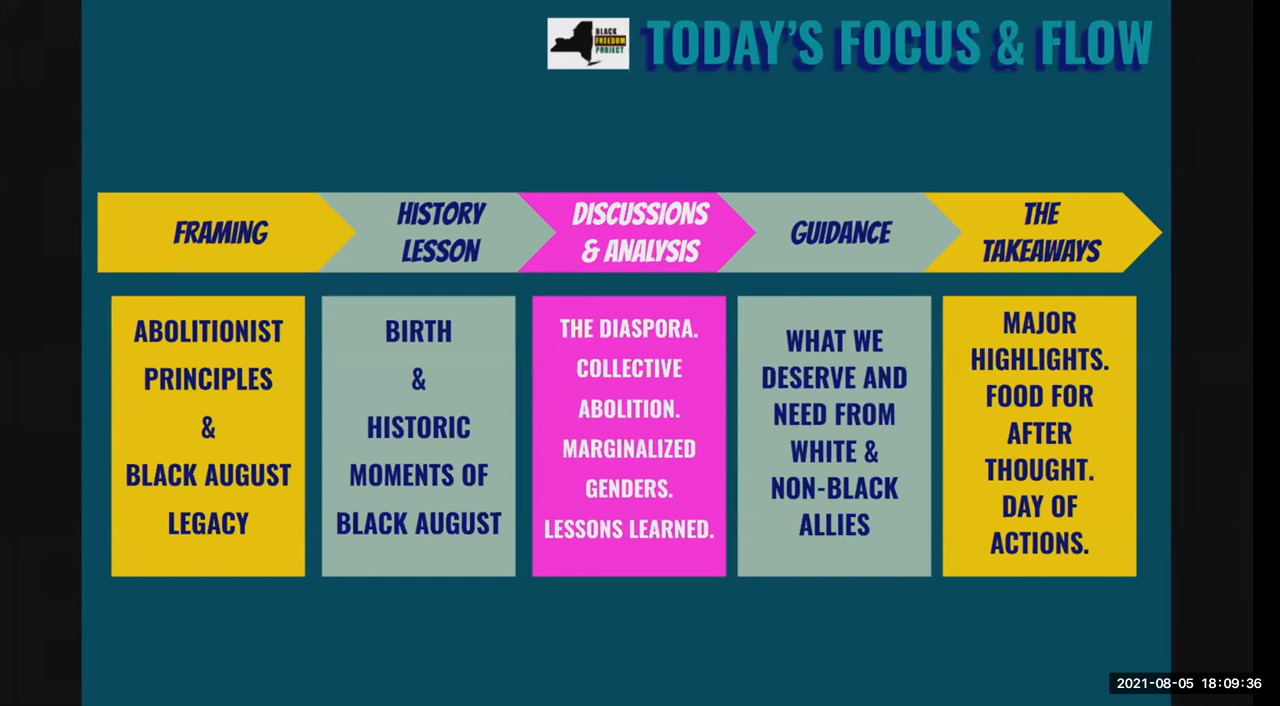 BLACK
FREEDOM
PROJECT
TODAY'S FOCUS & FLOW
FRAMING
HISTORY
LESSON
DISCUSSIONS
& ANALYSIS
GUIDANCE
THE
TAKEAWAYS
ABOLITIONIST
PRINCIPLES
&
BLACK AUGUST
LEGACY
BIRTH
&
HISTORIC
MOMENTS OF
BLACK AUGUST
THE DIASPORA.
COLLECTIVE
ABOLITION.
MARGINALIZED
GENDERS.
LESSONS LEARNED.
WHAT WE
DESERVE AND
NEED FROM
WHITE &
NON-BLACK
ALLIES
MAJOR
HIGHLIGHTS.
FOOD FOR
AFTER
THOUGHT.
DAY OF
ACTIONS.
2021-08-05 18:09:36